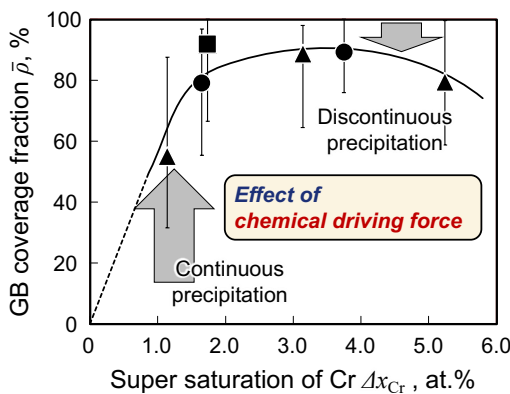 GB coverage fraction ρ̄, %
100
80
60
40
20
0
0
1.0
2.0
3.0
4.0
5.0
6.0
Discontinuous
precipitation
Effect of
chemical driving force
Continuous
precipitation
Super saturation of Cr Δx_Cr , at.%